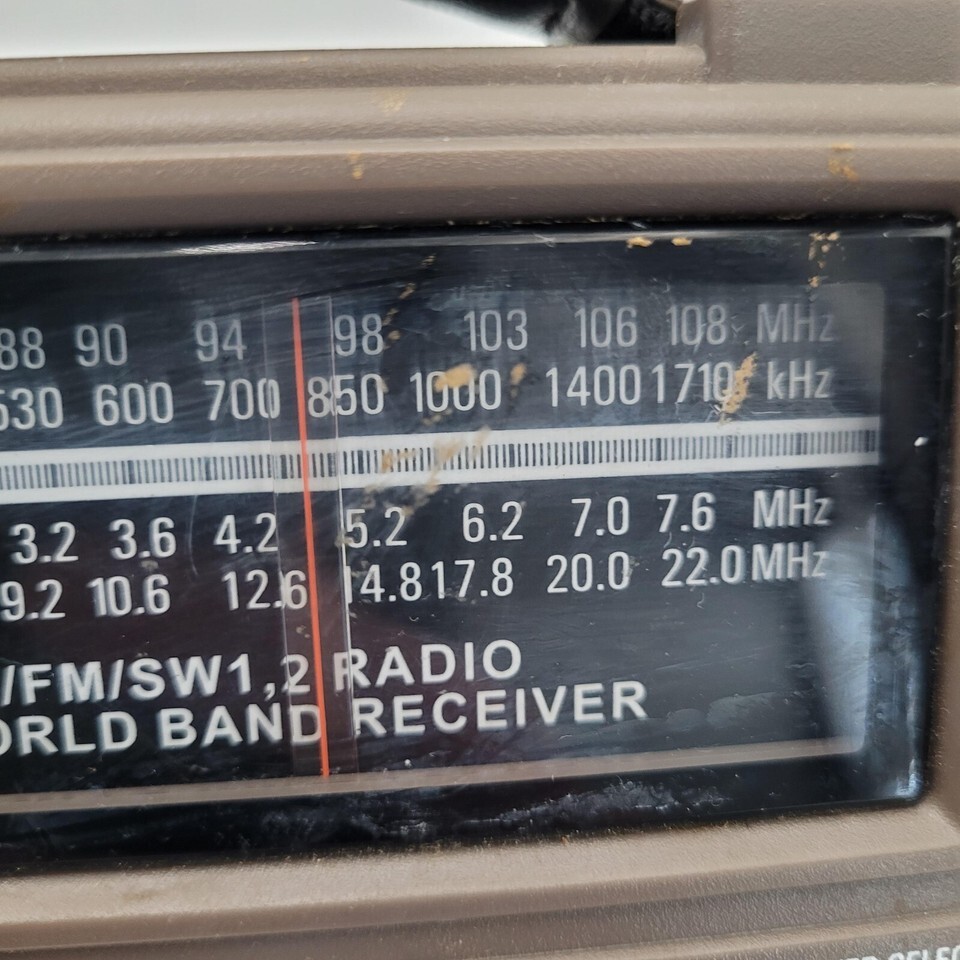 88 90 94 98 103 106 108 MHz
530 600 700 850 1000 1400 1710 kHz
3.2 3.6 4.2 5.2 6.2 7.0 7.6 MHz
9.2 10.6 12.6 14.8 17.8 20.0 22.0 MHz
/FM/SW1,2 RADIO
ORLD BAND RECEIVER